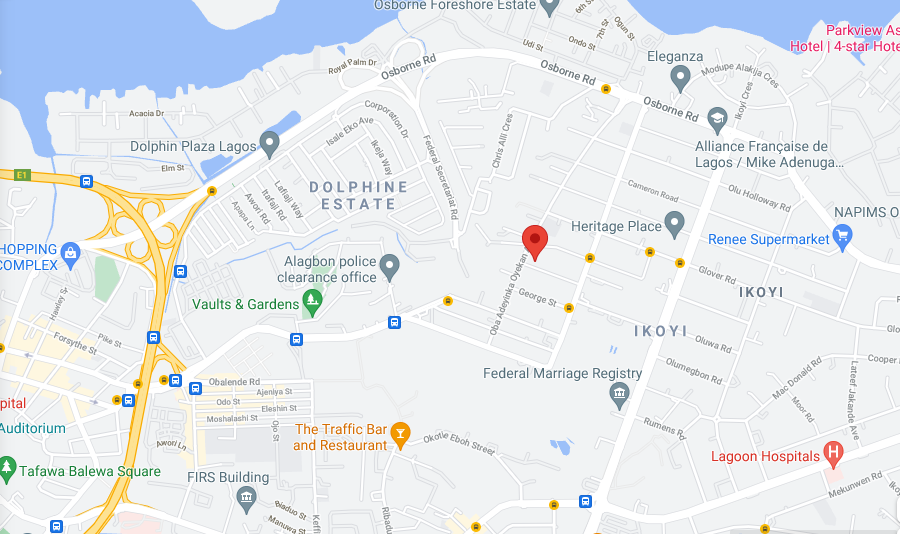 Osborne Foreshore Estate
6th St
7th St
Ogun St
Ondo St
Udi St
Parkview As
Hotel | 4-star Hote
Royal Palm Dr
Osborne Rd
Osborne Rd
Eleganza
Modupe Alakija Cres
Ikoyi Cres
Osborne Rd
Acacia Dr
Corporation Dr
Isale Eko Ave
Ikeja Way
Federal Secretariat Rd
Chris Alli Cres
Alliance Française de
Lagos / Mike Adenuga...
Dolphin Plaza Lagos
Elm St
E1
DOLPHINE
ESTATE
Lafiaji Way
Itafaji Rd
Awori Rd
Apapa Ln
Cameron Road
Olu Holloway Rd
NAPIMS O
Heritage Place
Renee Supermarket
HOPPING
COMPLEX
Alagbon police
clearance office
Vaults & Gardens
Oba Adeyinka Oyekan
George St
Glover Rd
IKOYI
IKOYI
Hawley St
Forsythe St
Pike St
Glove
Oluwa Rd
Olumegbon Rd
Cooper
Mac Donald Rd
Moor Rd
Lateef Jakande Ave
Federal Marriage Registry
Obalende Rd
Ajeniya St
Odo St
Eleshin St
Moshalashi St
Ojo St
pital
Auditorium
Awori Ln
The Traffic Bar
and Restaurant
Okotie Eboh Street
Rumens Rd
Lagoon Hospitals
Mekunwen Rd
Tafawa Balewa Square
FIRS Building
Biaduo St
Manuwa St
Keffi
Ribadu
Iko